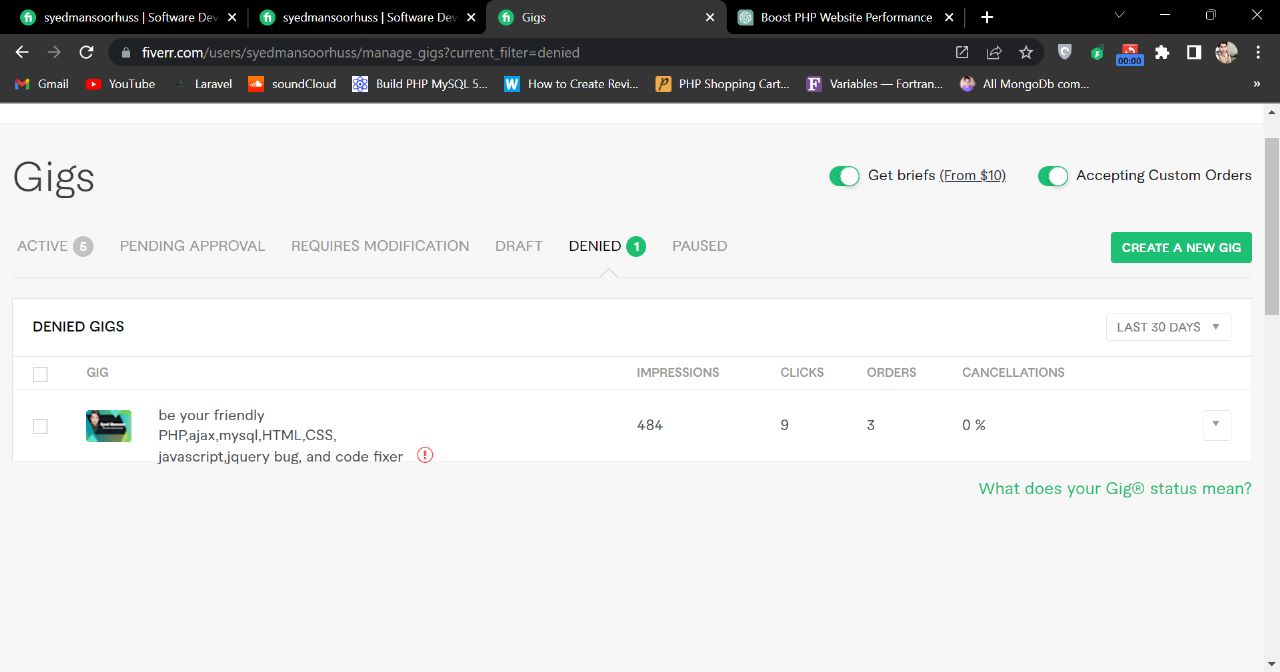 syedmansoorhuss | Software Dev
syedmansoorhuss | Software Dev
Gigs
Boost PHP Website Performance
fiverr.com/users/syedmansoorhuss/manage_gigs?current_filter=denied
00:00
Gmail
YouTube
Laravel
soundCloud
Build PHP MySQL 5...
How to Create Revi...
PHP Shopping Cart...
Variables — Fortran...
All MongoDb com...
»
Gigs
Get briefs (From $10)
Accepting Custom Orders
ACTIVE 5
PENDING APPROVAL
REQUIRES MODIFICATION
DRAFT
DENIED 1
PAUSED
CREATE A NEW GIG
DENIED GIGS
LAST 30 DAYS
GIG
IMPRESSIONS
CLICKS
ORDERS
CANCELLATIONS
be your friendly
PHP,ajax,mysql,HTML,CSS,
javascript,jquery bug, and code fixer
484
9
3
0 %
What does your Gig® status mean?